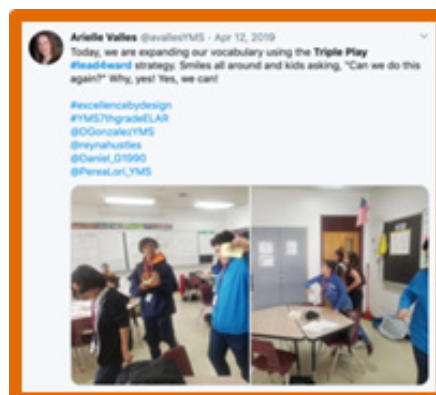 Arielle Valles @avallesYMS · Apr 12, 2019
Today, we are expanding our vocabulary using the Triple Play
#lead4ward strategy. Smiles all around and kids asking, "Can we do this
again?" Why, yes! Yes, we can!
#excellencebydesign
#YMS7thgradeELAR
@DGonzalezYMS
@reynahustles
@Daniel_G1990
@PereaLori_YMS